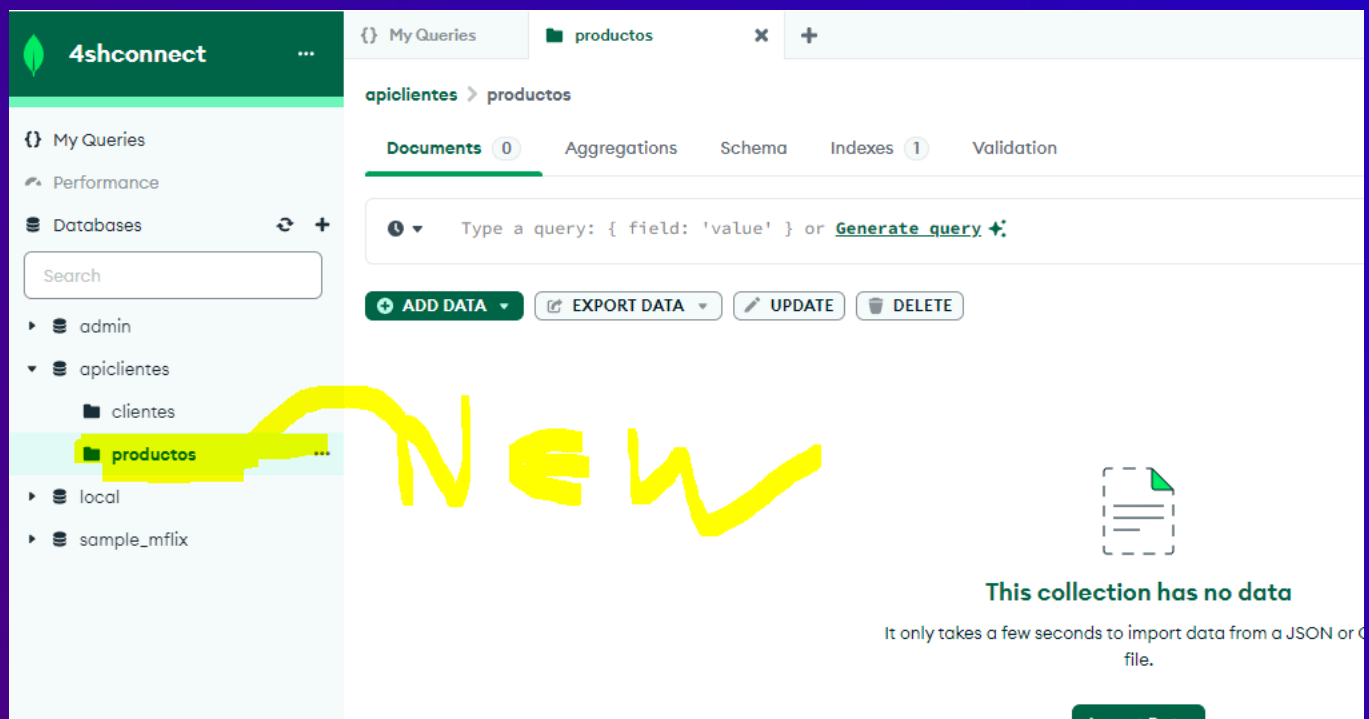 4shconnect ...
{} My Queries
productos
apiclientes > productos
{} My Queries
Performance
Databases
Search
admin
apiclientes
clientes
productos ...
local
sample_mflix
Documents 0 Aggregations Schema Indexes 1 Validation
Type a query: { field: 'value' } or Generate query
ADD DATA EXPORT DATA UPDATE DELETE
NEW
This collection has no data
It only takes a few seconds to import data from a JSON or
file.